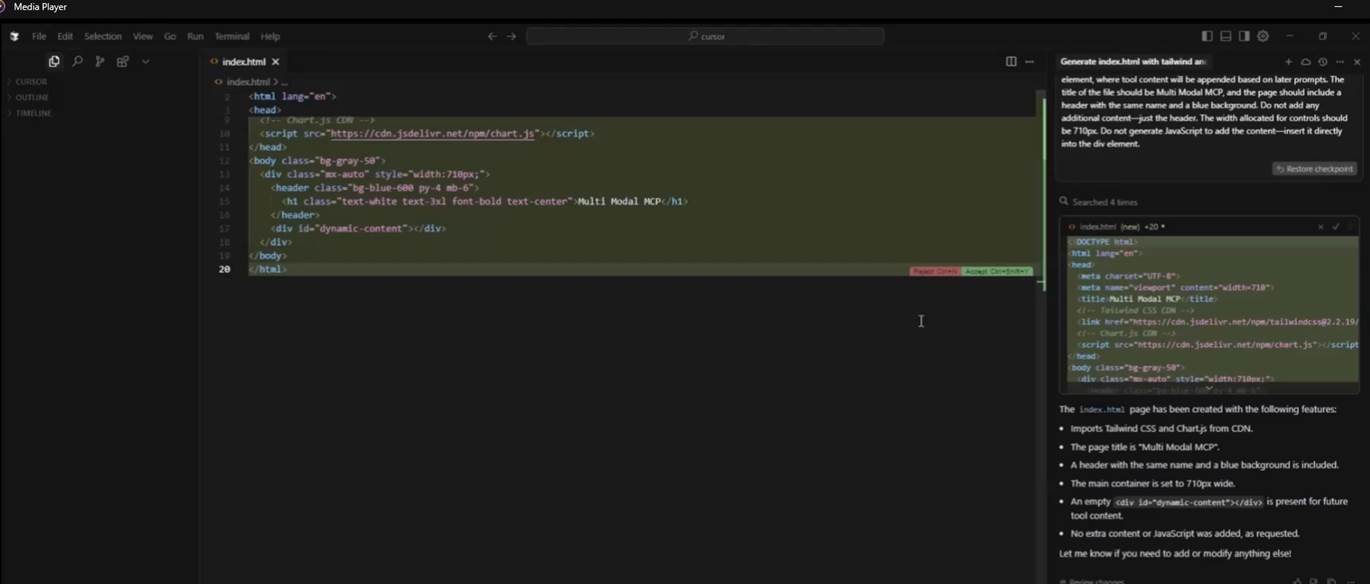 Media Player
File Edit Selection View Go Run Terminal Help
cursor
CURSOR
OUTLINE
TIMELINE
index.html
index.html > ...
2 <html lang="en">
3 <head>
9 <!-- Chart.js CDN -->
10 <script src="https://cdn.jsdelivr.net/npm/chart.js"></script>
11 </head>
12 <body class="bg-gray-50">
13 <div class="mx-auto" style="width:710px;">
14 <header class="bg-blue-600 py-4 mb-6">
15 <h1 class="text-white text-3xl font-bold text-center">Multi Modal MCP</h1>
16 </header>
17 <div id="dynamic-content"></div>
18 </div>
19 </body>
20 </html>
Reject Ctrl+N Accept Ctrl+Shift+Y
Generate index.html with tailwind an
element, where tool content will be appended based on later prompts. The
title of the file should be Multi Modal MCP, and the page should include a
header with the same name and a blue background. Do not add any
additional content—just the header. The width allocated for controls should
be 710px. Do not generate JavaScript to add the content—insert it directly
into the div element.
Restore checkpoint
Searched 4 times
index.html (new) +20
<!DOCTYPE html>
<html lang="en">
<head>
<meta charset="UTF-8">
<meta name="viewport" content="width=710">
<title>Multi Modal MCP</title>
<!-- Tailwind CSS CDN -->
<link href="https://cdn.jsdelivr.net/npm/tailwindcss@2.2.19/
<!-- Chart.js CDN -->
<script src="https://cdn.jsdelivr.net/npm/chart.js"></script
</head>
<body class="bg-gray-50">
<div class="mx-auto" style="width:710px;">
<header class="bg-blue-600 py-4 mb-6">
The index.html page has been created with the following features:
• Imports Tailwind CSS and Chart.js from CDN.
• The page title is "Multi Modal MCP".
• A header with the same name and a blue background is included.
• The main container is set to 710px wide.
• An empty <div id="dynamic-content"></div> is present for future
tool content.
• No extra content or JavaScript was added, as requested.
Let me know if you need to add or modify anything else!
Review changes